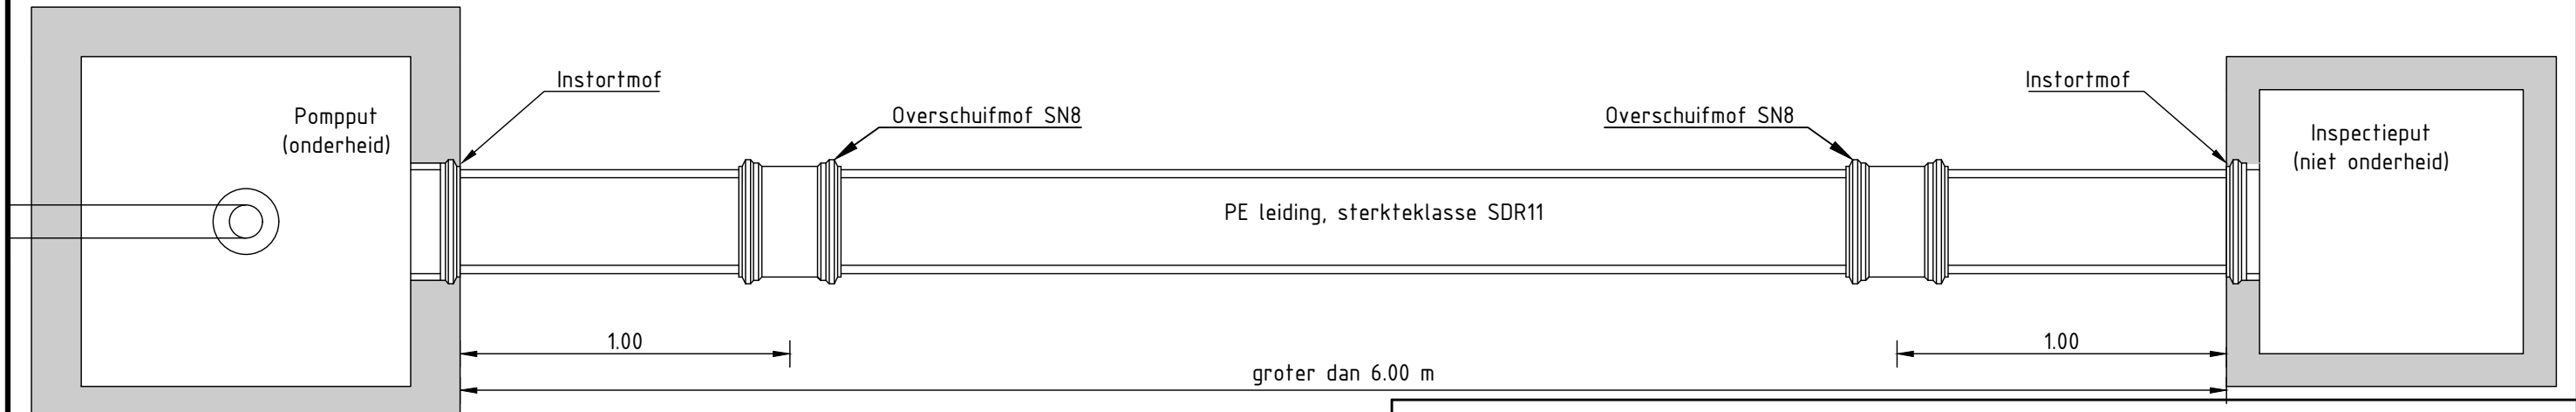 Instortmof
Instortmof
Pompput
(onderheid)
Overschuifmof SN8
Overschuifmof SN8
Inspectieput
(niet onderheid)
PE leiding, sterkteklasse SDR11
1.00
1.00
groter dan 6.00 m